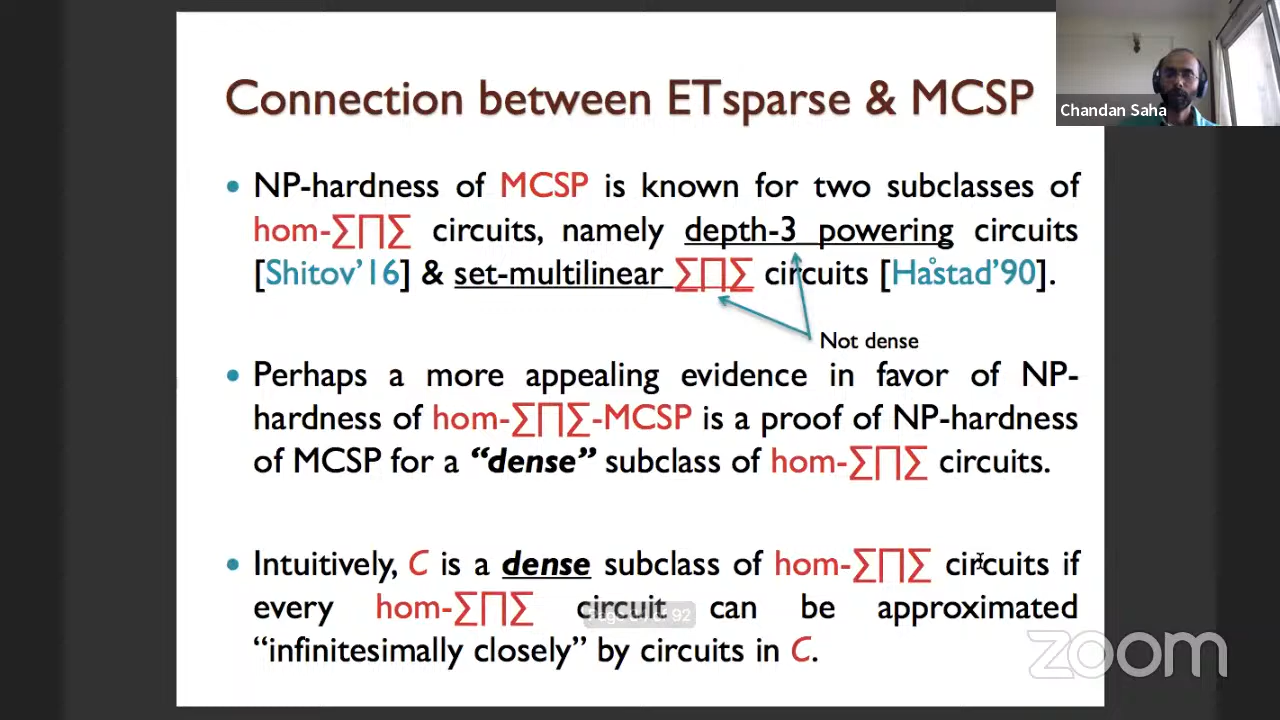 Connection between ETsparse & MCSP
Chandan Saha
• NP-hardness of MCSP is known for two subclasses of
hom-∑∏∑ circuits, namely depth-3 powering circuits
[Shitov'16] & set-multilinear ∑∏∑ circuits [Håstad'90].
Not dense
• Perhaps a more appealing evidence in favor of NP-
hardness of hom-∑∏∑-MCSP is a proof of NP-hardness
of MCSP for a “dense” subclass of hom-∑∏∑ circuits.
• Intuitively, C is a dense subclass of hom-∑∏∑ circuits if
every hom-∑∏∑ circuit can be approximated
“infinitesimally closely” by circuits in C.
zoom